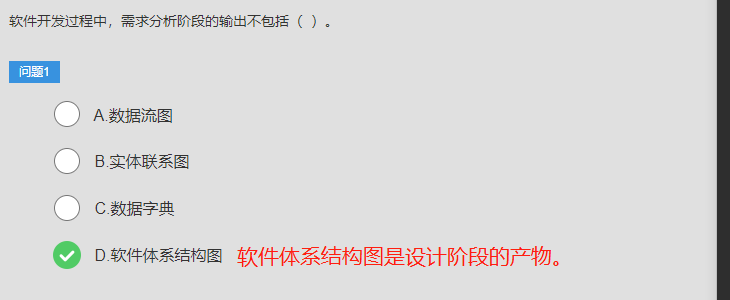 软件开发过程中，需求分析阶段的输出不包括（ ）。
问题1
A.数据流图
B.实体联系图
C.数据字典
D.软件体系结构图 软件体系结构图是设计阶段的产物。